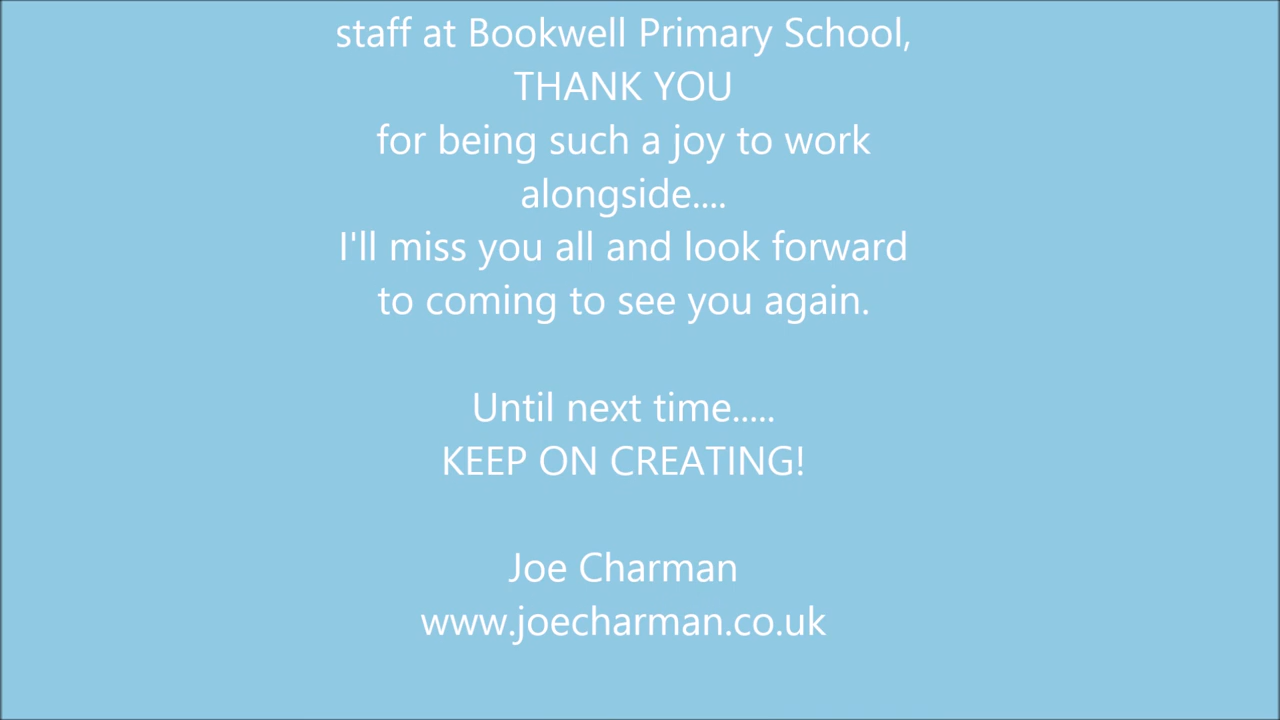 staff at Bookwell Primary School,
THANK YOU
for being such a joy to work
alongside....
I'll miss you all and look forward
to coming to see you again.
Until next time.....
KEEP ON CREATING!
Joe Charman
www.joecharman.co.uk